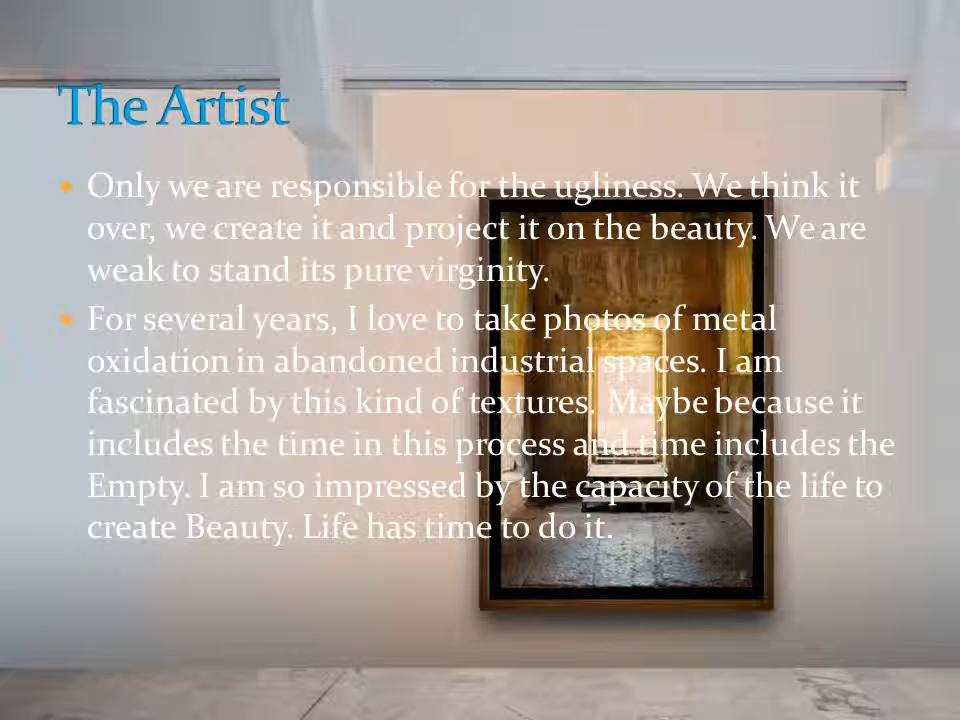 The Artist
Only we are responsible for the ugliness. We think it
over, we create it and project it on the beauty. We are
weak to stand its pure virginity.
For several years, I love to take photos of metal
oxidation in abandoned industrial spaces. I am
fascinated by this kind of textures. Maybe because it
includes the time in this process and time includes the
Empty. I am so impressed by the capacity of the life to
create Beauty. Life has time to do it.